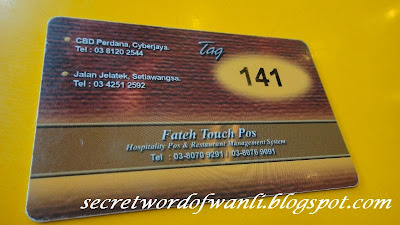 CBD Perdana, Cyberjaya.
Tel : 03 8120 2544
Tag
141
Jalan Jelatek, Setiawangsa.
Tel : 03 4251 2592
Fateh Touch Pos
Hospitality Pos & Restaurant Management System
Tel : 03-8070 9291 / 03-8076 9091
secretwordofwanli.blogspot.com